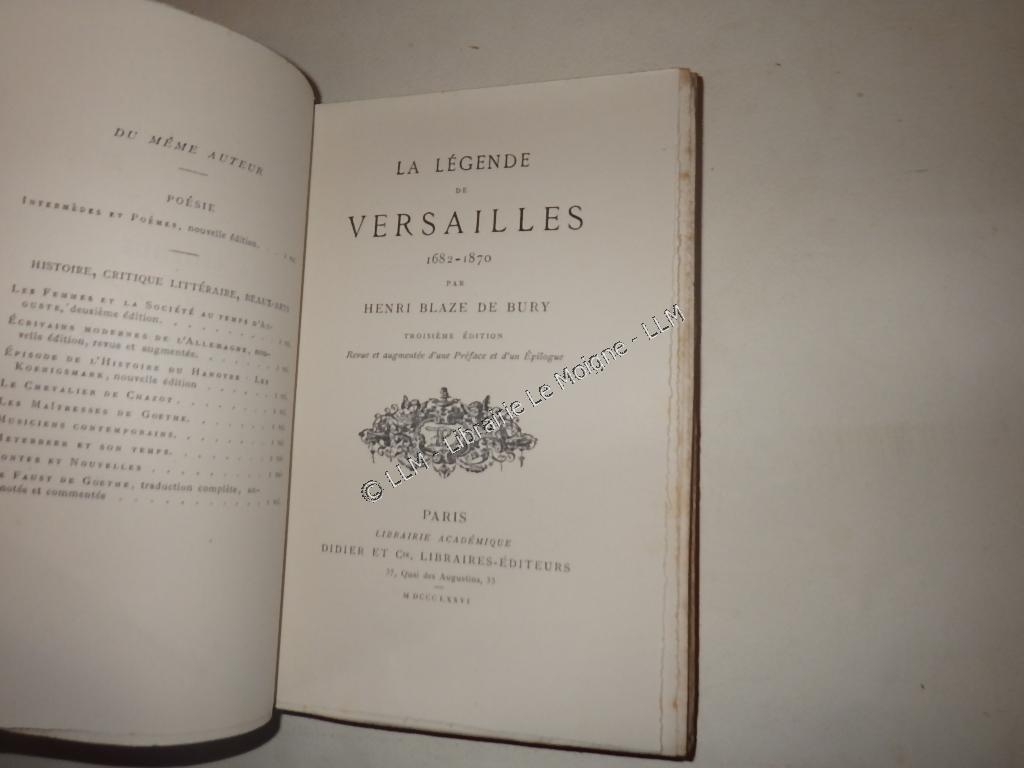 DU MÊME AUTEUR
POÉSIE
INTERMÈDES ET POÈMES, nouvelle édition. . 1 vol.
HISTOIRE, CRITIQUE LITTÉRAIRE, BEAUX-ARTS
LES FEMMES ET LA SOCIÉTÉ AU TEMPS D'AU-
GUSTE, deuxième édition. . . . . . . .
ÉCRIVAINS MODERNES DE L'ALLEMAGNE, nou-
velle édition, revue et augmentée. . . . . .
ÉPISODE DE L'HISTOIRE DU HANOVRE. LES
KOENIGSMARK, nouvelle édition . . . . . .
LE CHEVALIER DE CHAZOT. . . . . . . .
LES MAÎTRESSES DE GOETHE. . . . . . .
MUSICIENS CONTEMPORAINS. . . . . . . .
MEYERBEER ET SON TEMPS. . . . . . . .
CONTES ET NOUVELLES . . . . . . . . .
FAUST DE GOETHE, traduction complète, an-
notée et commentée . . . . . . . . .
LA LÉGENDE
DE
VERSAILLES
1682-1870
PAR
HENRI BLAZE DE BURY
TROISIÈME ÉDITION
Revue et augmentée d'une Préface et d'un Épilogue
PARIS
LIBRAIRIE ACADÉMIQUE
DIDIER ET Cie, LIBRAIRES-ÉDITEURS
35, Quai des Augustins, 35
M DCCCLXXVI
© LLM - Librairie Le Moigne - LLM